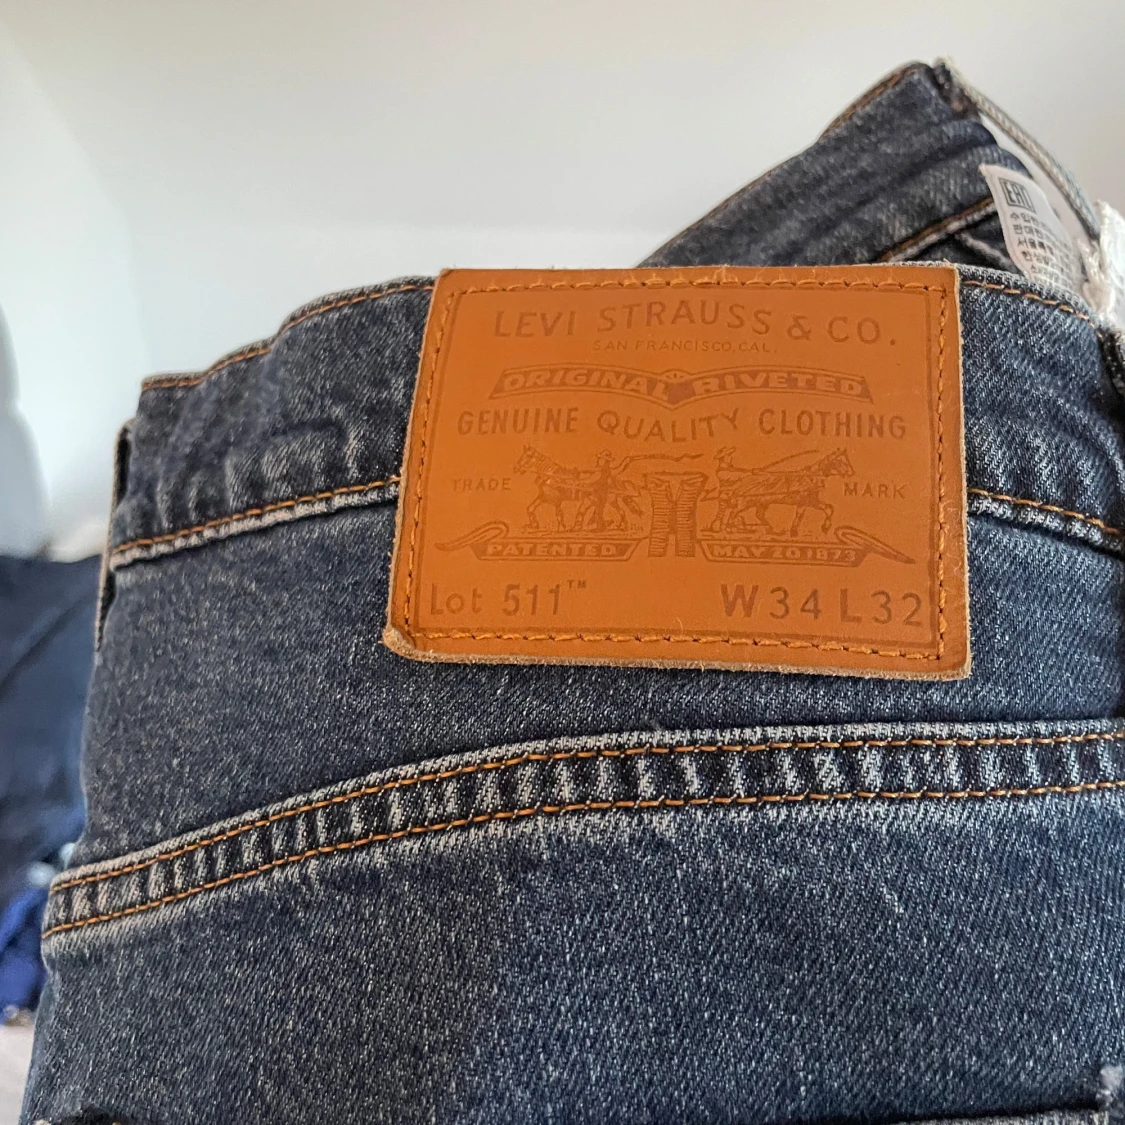 LEVI STRAUSS & CO.
SAN FRANCISCO, CAL.
ORIGINAL RIVETED
GENUINE QUALITY CLOTHING
TRADE MARK
PATENTED MAY 20 1873
Lot 511™ W34 L32
EAC